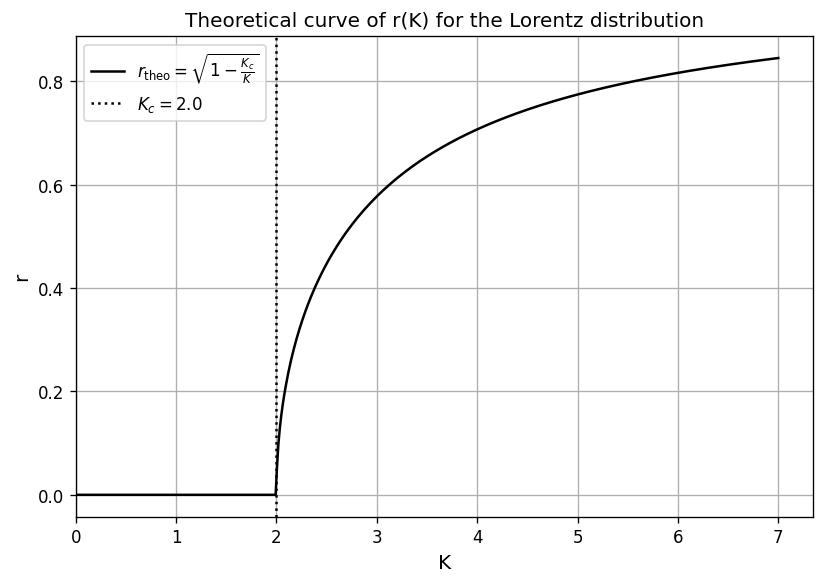 Theoretical curve of r(K) for the Lorentz distribution
r_theo = √(1 − K_c/K)
K_c = 2.0
0.8
0.6
0.4
0.2
0.0
r
0 1 2 3 4 5 6 7
K